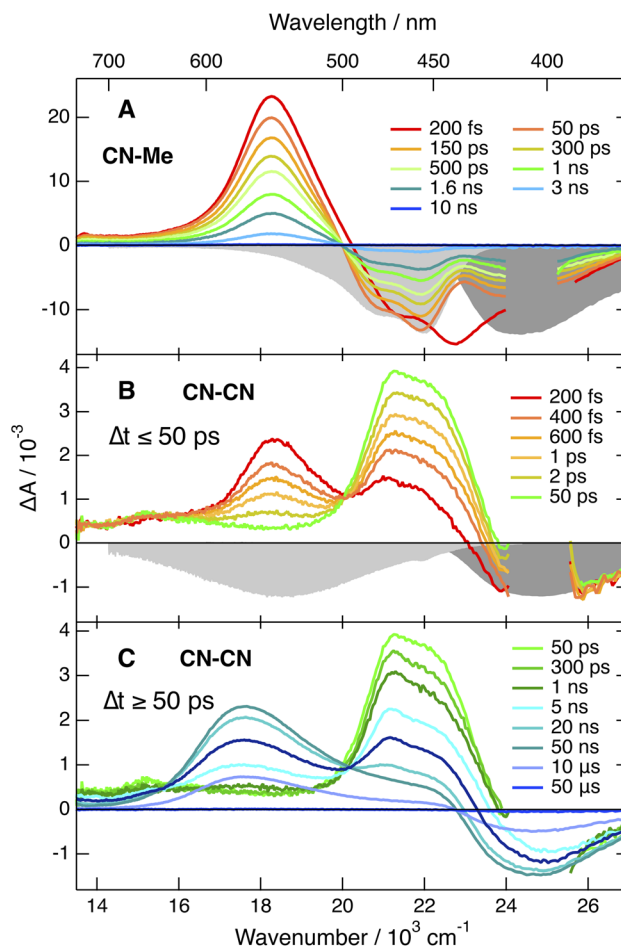 Wavelength / nm
700 600 500 450 400
A
CN-Me
200 fs 50 ps
150 ps 300 ps
500 ps 1 ns
1.6 ns 3 ns
10 ns
20
10
0
-10
B CN-CN
Δt ≤ 50 ps
200 fs
400 fs
600 fs
1 ps
2 ps
50 ps
4
3
2
1
0
-1
ΔA / 10⁻³
C CN-CN
Δt ≥ 50 ps
50 ps
300 ps
1 ns
5 ns
20 ns
50 ns
10 µs
50 µs
4
3
2
1
0
-1
14 16 18 20 22 24 26
Wavenumber / 10³ cm⁻¹